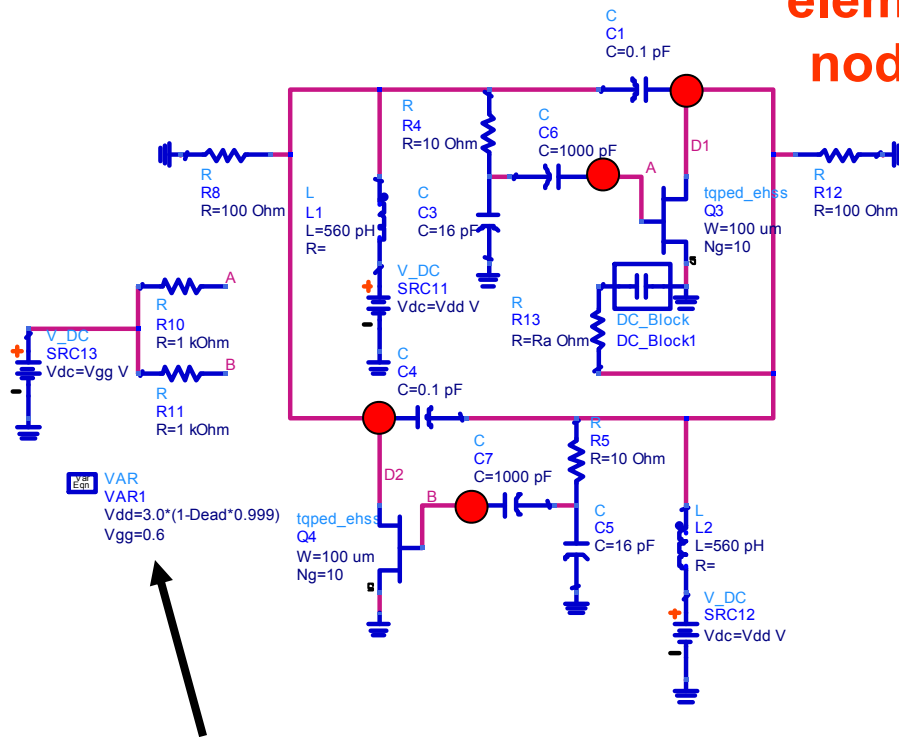 elem
nod
C
C1
C=0.1 pF
R
R4
R=10 Ohm
C
C6
C=1000 pF
A
D1
R
R8
R=100 Ohm
L
L1
L=560 pH
R=
C
C3
C=16 pF
tqped_ehss
Q3
W=100 um
Ng=10
R
R12
R=100 Ohm
V_DC
SRC11
Vdc=Vdd V
R
R13
R=Ra Ohm
DC_Block
DC_Block1
A
R
R10
R=1 kOhm
V_DC
SRC13
Vdc=Vgg V
B
R
R11
R=1 kOhm
C
C4
C=0.1 pF
R
R5
R=10 Ohm
C
C7
C=1000 pF
D2
B
Var
Eqn
VAR
VAR1
Vdd=3.0*(1-Dead*0.999)
Vgg=0.6
tqped_ehss
Q4
W=100 um
Ng=10
C
C5
C=16 pF
L
L2
L=560 pH
R=
V_DC
SRC12
Vdc=Vdd V